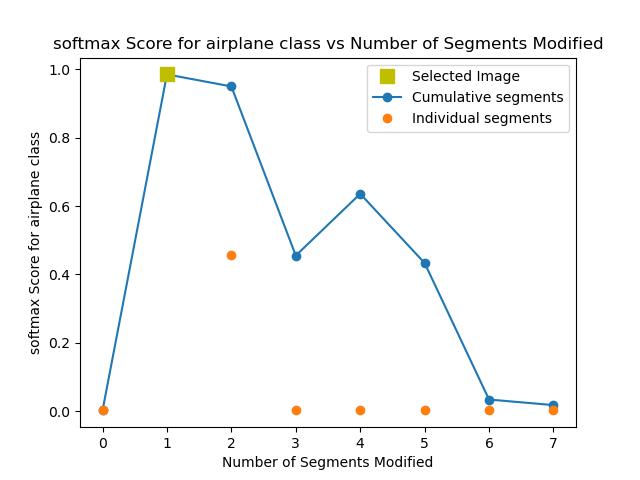 softmax Score for airplane class vs Number of Segments Modified
1.0
0.8
0.6
0.4
0.2
0.0
softmax Score for airplane class
Selected Image
Cumulative segments
Individual segments
0 1 2 3 4 5 6 7
Number of Segments Modified